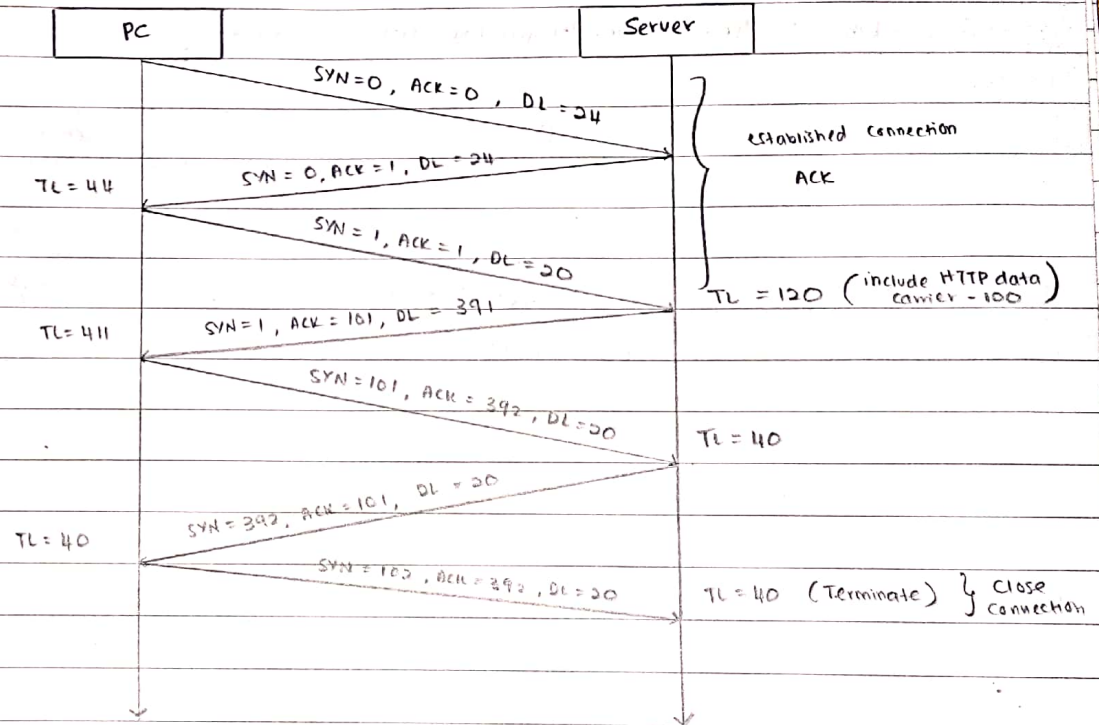 PC
Server
SYN=0, ACK=0, DL=24
established connection
ACK
SYN=0, ACK=1, DL=24
TL=44
SYN=1, ACK=1, DL=20
TL=120 (include HTTP data carrier-100)
SYN=1, ACK=101, DL=391
TL=411
SYN=101, ACK=392, DL=20
TL=40
SYN=392, ACK=101, DL=20
TL=40
SYN=102, ACK=392, DL=20
TL=40 (Terminate) } Close
connection